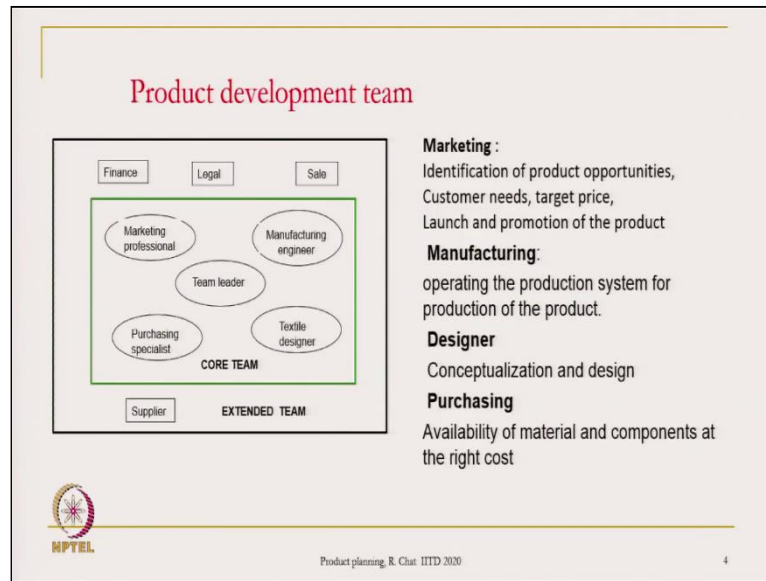 Product development team
Finance
Legal
Sale
Marketing
professional
Manufacturing
engineer
Team leader
Purchasing
specialist
Textile
designer
CORE TEAM
Supplier
EXTENDED TEAM
Marketing :
Identification of product opportunities,
Customer needs, target price,
Launch and promotion of the product
Manufacturing:
operating the production system for
production of the product.
Designer
Conceptualization and design
Purchasing
Availability of material and components at
the right cost
NPTEL
Product planning, R. Chat IITD 2020
4